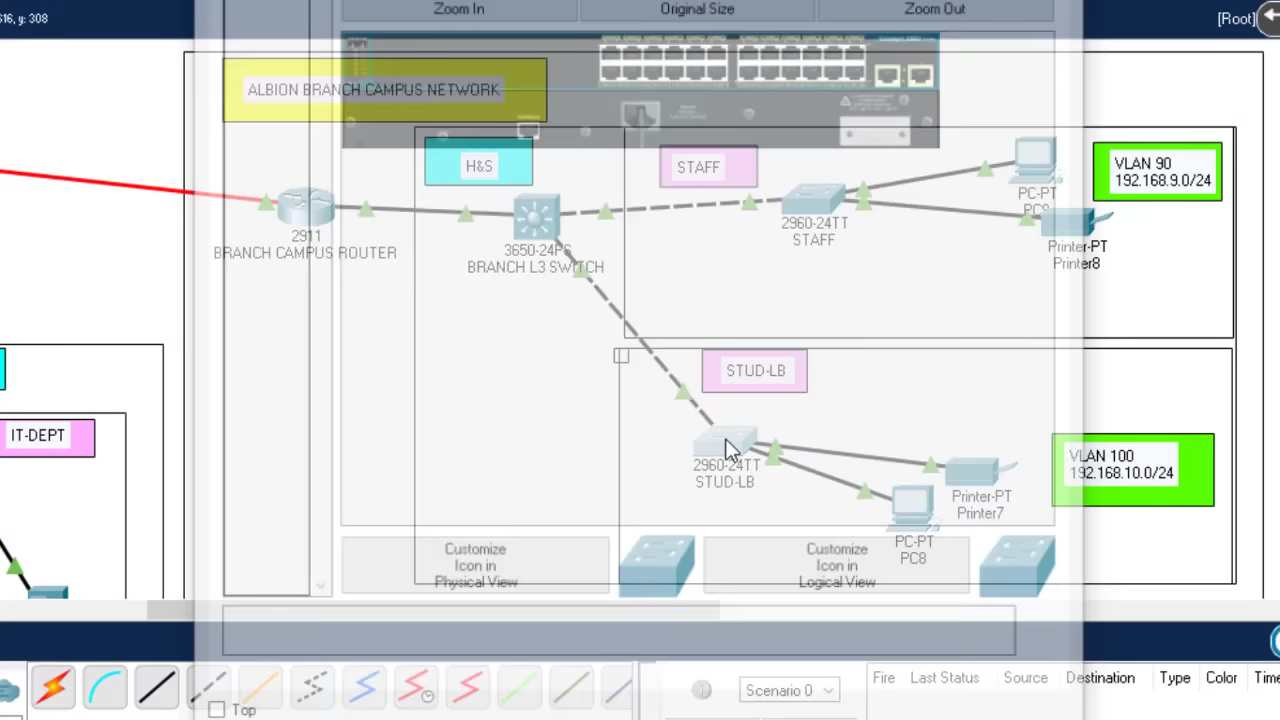 616, y: 308
[Root]
Zoom In
Original Size
Zoom Out
ALBION BRANCH CAMPUS NETWORK
H&S
STAFF
VLAN 90
192.168.9.0/24
PC-PT
2911
BRANCH CAMPUS ROUTER
3650-24PS
BRANCH L3 SWITCH
2960-24TT
STAFF
Printer-PT
Printer8
STUD-LB
IT-DEPT
VLAN 100
192.168.10.0/24
2960-24TT
STUD-LB
Printer-PT
Printer7
PC-PT
PC8
Customize
Icon in
Physical View
Customize
Icon in
Logical View
Scenario 0
Fire
Last Status
Source
Destination
Type
Color
Time
Top